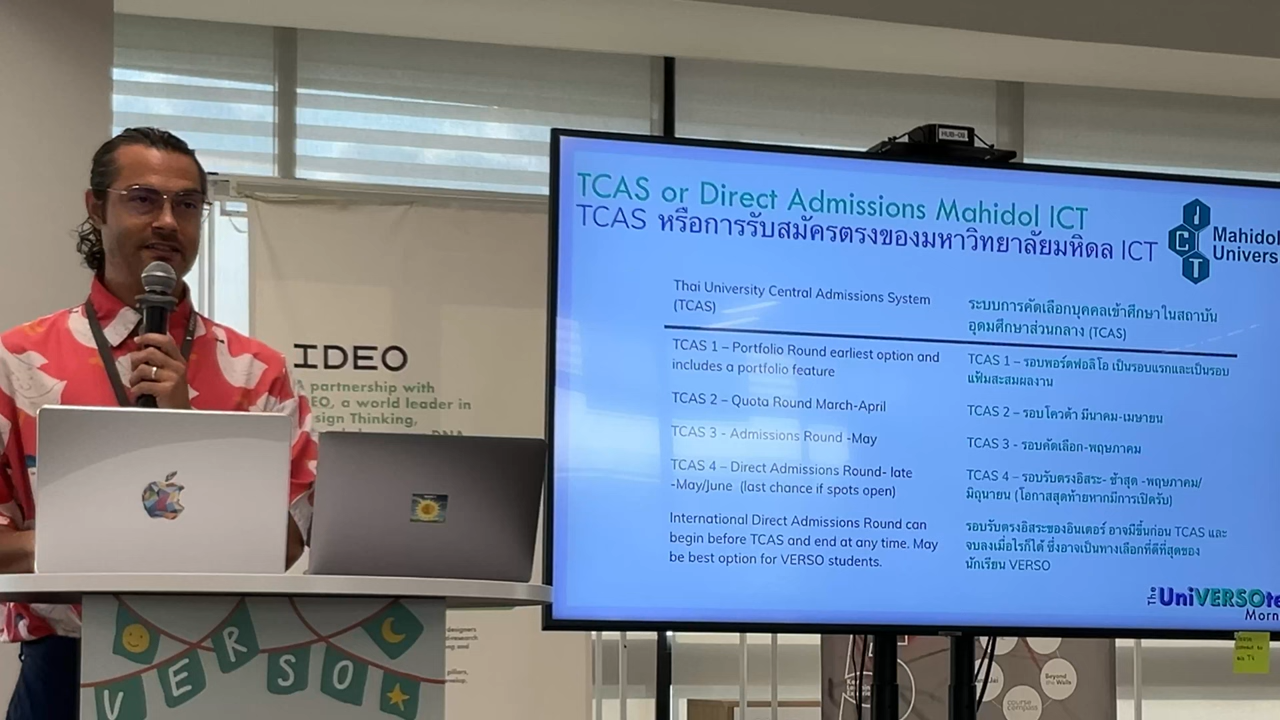 HUB-08
TCAS or Direct Admissions Mahidol ICT
TCAS หรือการรับสมัครตรงของมหาวิทยาลัยมหิดล ICT
ICT
Mahidol
Univers
Thai University Central Admissions System
(TCAS)
ระบบการคัดเลือกบุคคลเข้าศึกษาในสถาบัน
อุดมศึกษาส่วนกลาง (TCAS)
TCAS 1 – Portfolio Round earliest option and
includes a portfolio feature
TCAS 1 – รอบพอร์ตฟอลิโอ เป็นรอบแรกและเป็นรอบ
แฟ้มสะสมผลงาน
TCAS 2 – Quota Round March-April
TCAS 2 – รอบโควต้า มีนาคม-เมษายน
TCAS 3 - Admissions Round -May
TCAS 3 - รอบคัดเลือก-พฤษภาคม
TCAS 4 – Direct Admissions Round- late
-May/June (last chance if spots open)
TCAS 4 – รอบรับตรงอิสระ- ช้าสุด -พฤษภาคม/
มิถุนายน (โอกาสสุดท้ายหากมีการเปิดรับ)
International Direct Admissions Round can
begin before TCAS and end at any time. May
be best option for VERSO students.
รอบรับตรงอิสระของอินเตอร์ อาจมีขึ้นก่อน TCAS และ
จบลงเมื่อไรก็ได้ ซึ่งอาจเป็นทางเลือกที่ดีที่สุดของ
นักเรียน VERSO
The UniVERSOte
Morn
IDEO
A partnership with
EO, a world leader in
sign Thinking,
DNA
VERSO
designers
-research
pillars,
Beyond
the Walls
course
compass